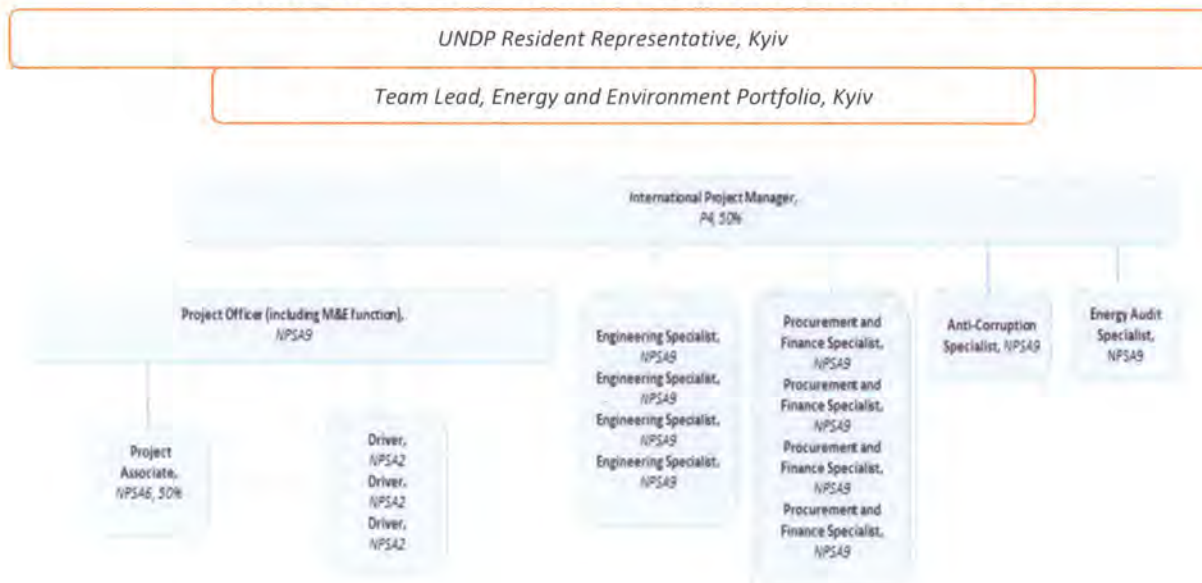 UNDP Resident Representative, Kyiv
Team Lead, Energy and Environment Portfolio, Kyiv
International Project Manager,
P4, 50%
Project Officer (including M&E function),
NPSA9
Project
Associate,
NPSA6, 50%
Driver,
NPSA2
Driver,
NPSA2
Driver,
NPSA2
Engineering Specialist,
NPSA9
Engineering Specialist,
NPSA9
Engineering Specialist,
NPSA9
Engineering Specialist,
NPSA9
Procurement and
Finance Specialist,
NPSA9
Procurement and
Finance Specialist,
NPSA9
Procurement and
Finance Specialist,
NPSA9
Procurement and
Finance Specialist,
NPSA9
Anti-Corruption
Specialist, NPSA9
Energy Audit
Specialist,
NPSA9